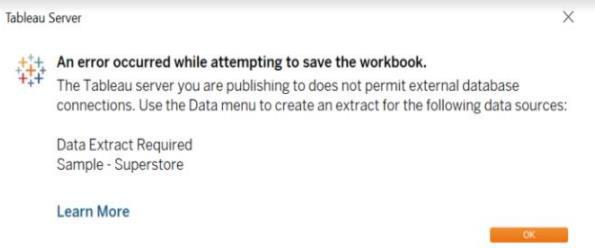 Tableau Server
An error occurred while attempting to save the workbook.
The Tableau server you are publishing to does not permit external database
connections. Use the Data menu to create an extract for the following data sources:
Data Extract Required
Sample - Superstore
Learn More
OK